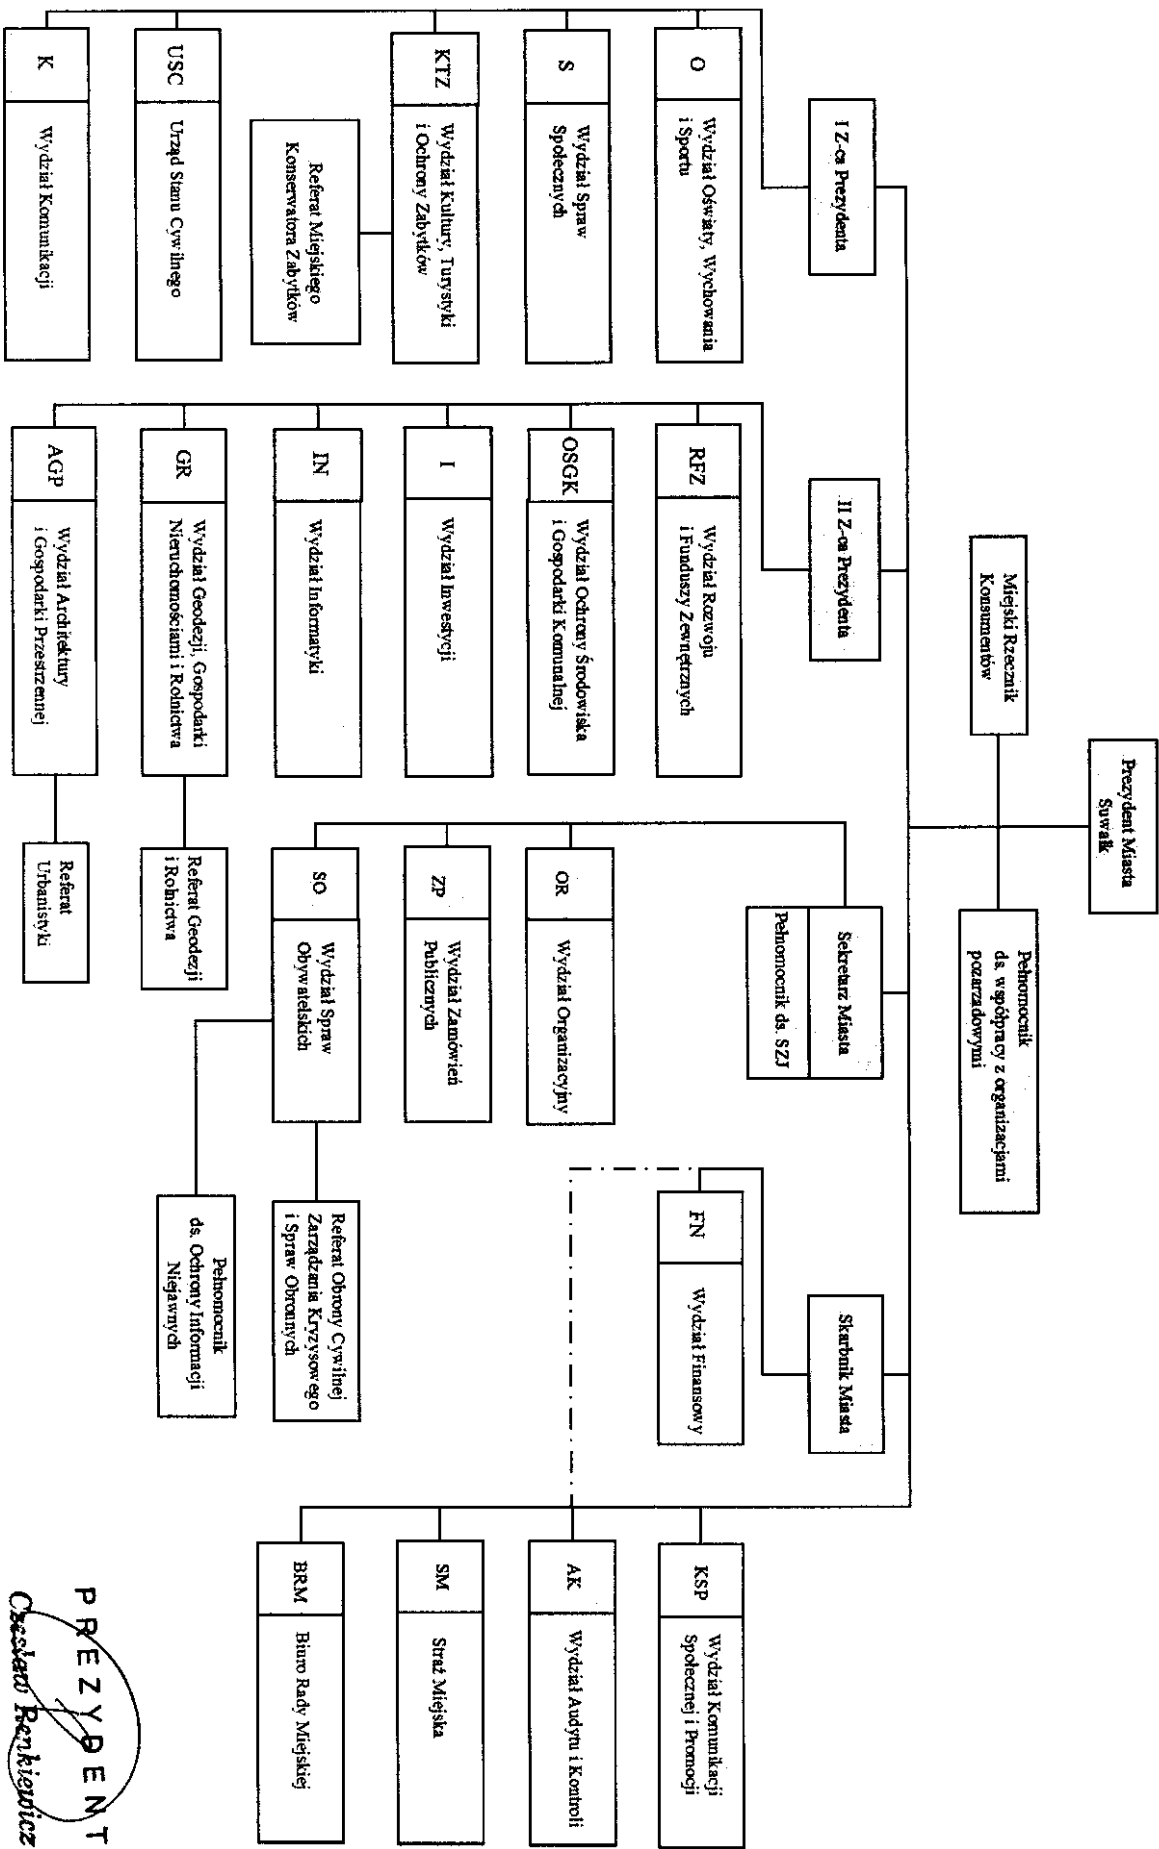 Prezydent Miasta
Suwałk
Miejski Rzecznik
Konsumentów
Pełnomocnik
ds. współpracy z organizacjami
pozarządowymi
I Z-ca Prezydenta
II Z-ca Prezydenta
Sekretarz Miasta
Pełnomocnik ds. SZJ
Skarbnik Miasta
O
Wydział Oświaty, Wychowania
i Sportu
S
Wydział Spraw
Społecznych
KTZ
Wydział Kultury, Turystyki
i Ochrony Zabytków
Referat Miejskiego
Konserwatora Zabytków
USC
Urząd Stanu Cywilnego
K
Wydział Komunikacji
RFZ
Wydział Rozwoju
i Funduszy Zewnętrznych
OSGK
Wydział Ochrony Środowiska
i Gospodarki Komunalnej
I
Wydział Inwestycji
IN
Wydział Informatyki
GR
Wydział Geodezji, Gospodarki
Nieruchomościami i Rolnictwa
Referat Geodezji
i Rolnictwa
AGP
Wydział Architektury
i Gospodarki Przestrzennej
Referat
Urbanistyki
OR
Wydział Organizacyjny
ZP
Wydział Zamówień
Publicznych
SO
Wydział Spraw
Obywatelskich
Referat Obrony Cywilnej
Zarządzania Kryzysowego
i Spraw Obronnych
Pełnomocnik
ds. Ochrony Informacji
Niejawnych
FN
Wydział Finansowy
KSP
Wydział Komunikacji
Społecznej i Promocji
AK
Wydział Audytu i Kontroli
SM
Straż Miejska
BRM
Biuro Rady Miejskiej
PREZYDENT
Czesław Renkiewicz